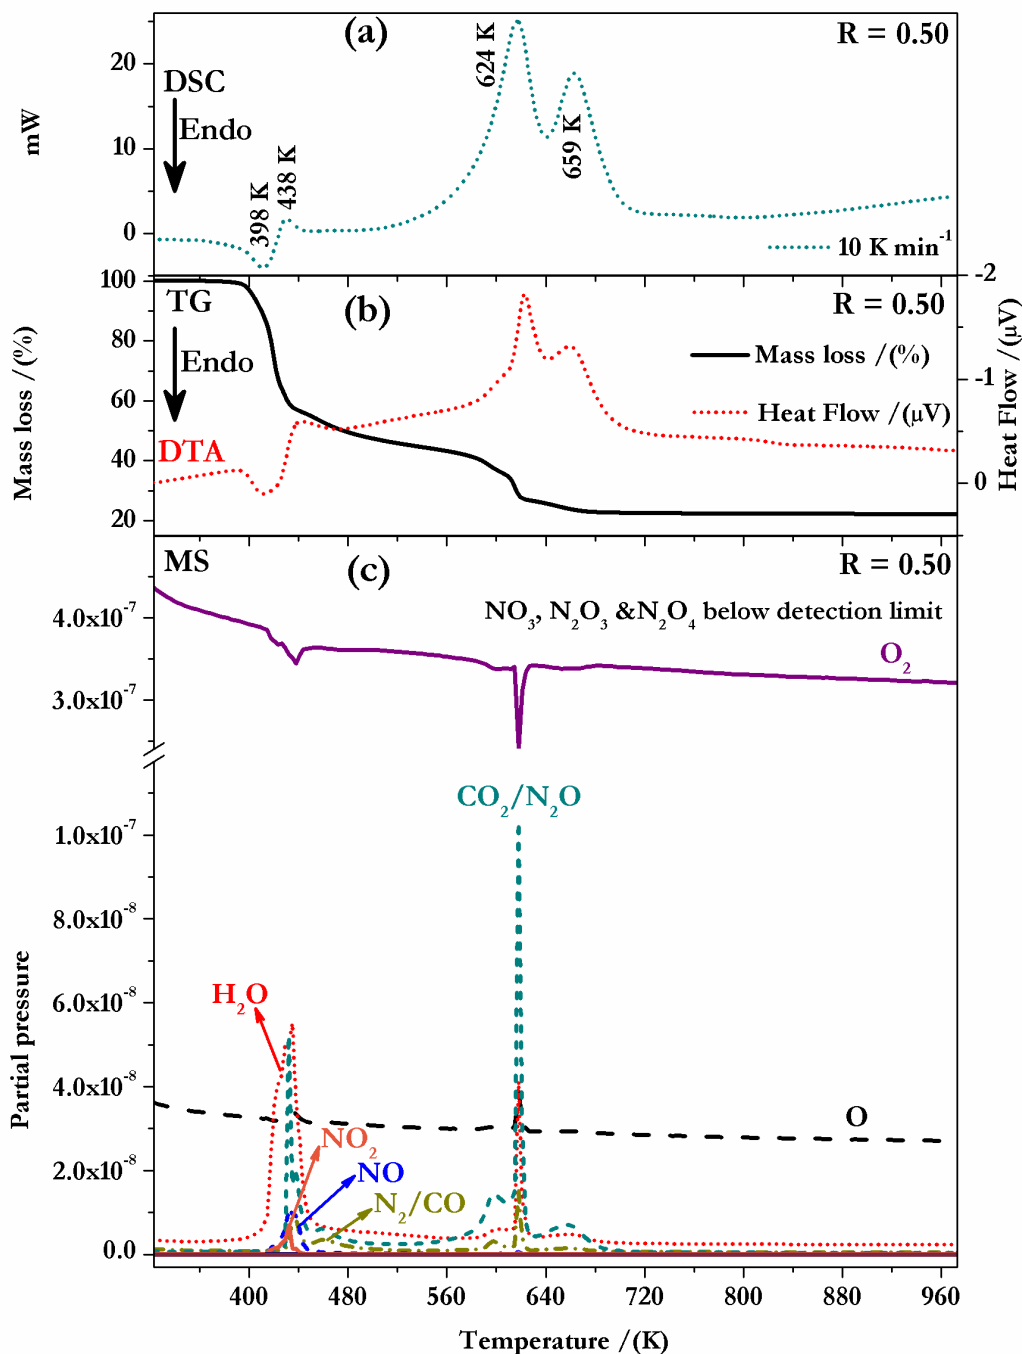 (a)
R = 0.50
20
10
0
mW
DSC
Endo
398 K
438 K
624 K
659 K
10 K min⁻¹
(b)
R = 0.50
100
80
60
40
20
Mass loss /(%)
TG
Endo
DTA
Mass loss /(%)
Heat Flow /(µV)
-2
-1
0
Heat Flow /(µV)
MS
(c)
R = 0.50
NO₃, N₂O₃ &N₂O₄ below detection limit
O₂
4.0x10⁻⁷
3.0x10⁻⁷
CO₂/N₂O
1.0x10⁻⁷
8.0x10⁻⁸
6.0x10⁻⁸
4.0x10⁻⁸
2.0x10⁻⁸
0.0
Partial pressure
H₂O
O
NO₂
NO
N₂/CO
400 480 560 640 720 800 880 960
Temperature /(K)